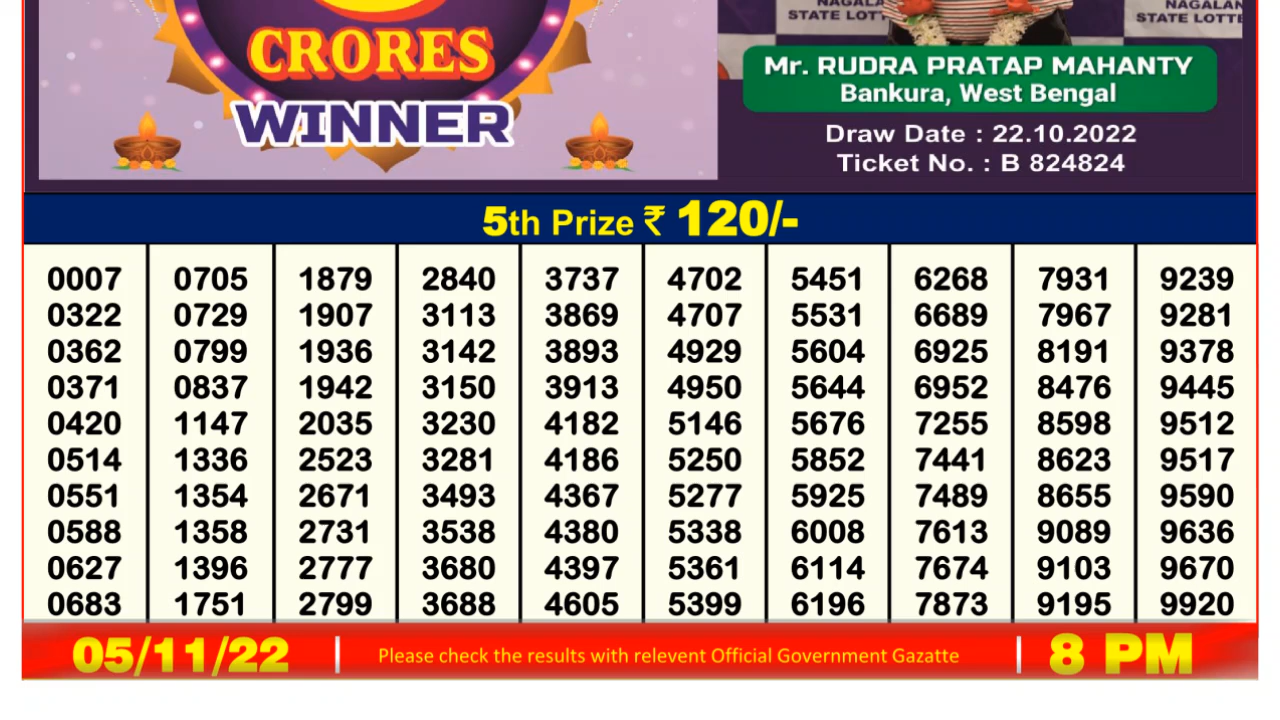 CRORES
WINNER
NAGALA
STATE LOTT
NAGALAN
STATE LOTTE
Mr. RUDRA PRATAP MAHANTY
Bankura, West Bengal
Draw Date : 22.10.2022
Ticket No. : B 824824
5th Prize ₹ 120/-
0007 0705 1879 2840 3737 4702 5451 6268 7931 9239
0322 0729 1907 3113 3869 4707 5531 6689 7967 9281
0362 0799 1936 3142 3893 4929 5604 6925 8191 9378
0371 0837 1942 3150 3913 4950 5644 6952 8476 9445
0420 1147 2035 3230 4182 5146 5676 7255 8598 9512
0514 1336 2523 3281 4186 5250 5852 7441 8623 9517
0551 1354 2671 3493 4367 5277 5925 7489 8655 9590
0588 1358 2731 3538 4380 5338 6008 7613 9089 9636
0627 1396 2777 3680 4397 5361 6114 7674 9103 9670
0683 1751 2799 3688 4605 5399 6196 7873 9195 9920
05/11/22 | Please check the results with relevent Official Government Gazatte | 8 PM